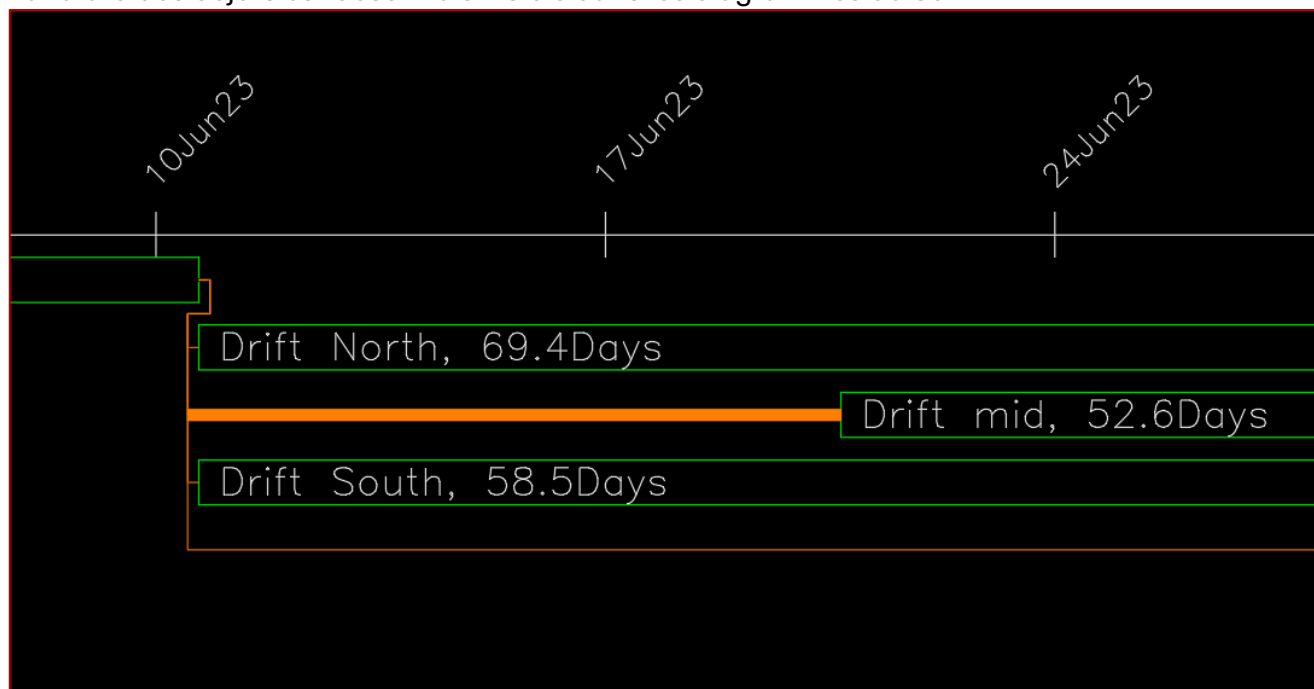 10Jun23
17Jun23
24Jun23
Drift North, 69.4Days
Drift mid, 52.6Days
Drift South, 58.5Days